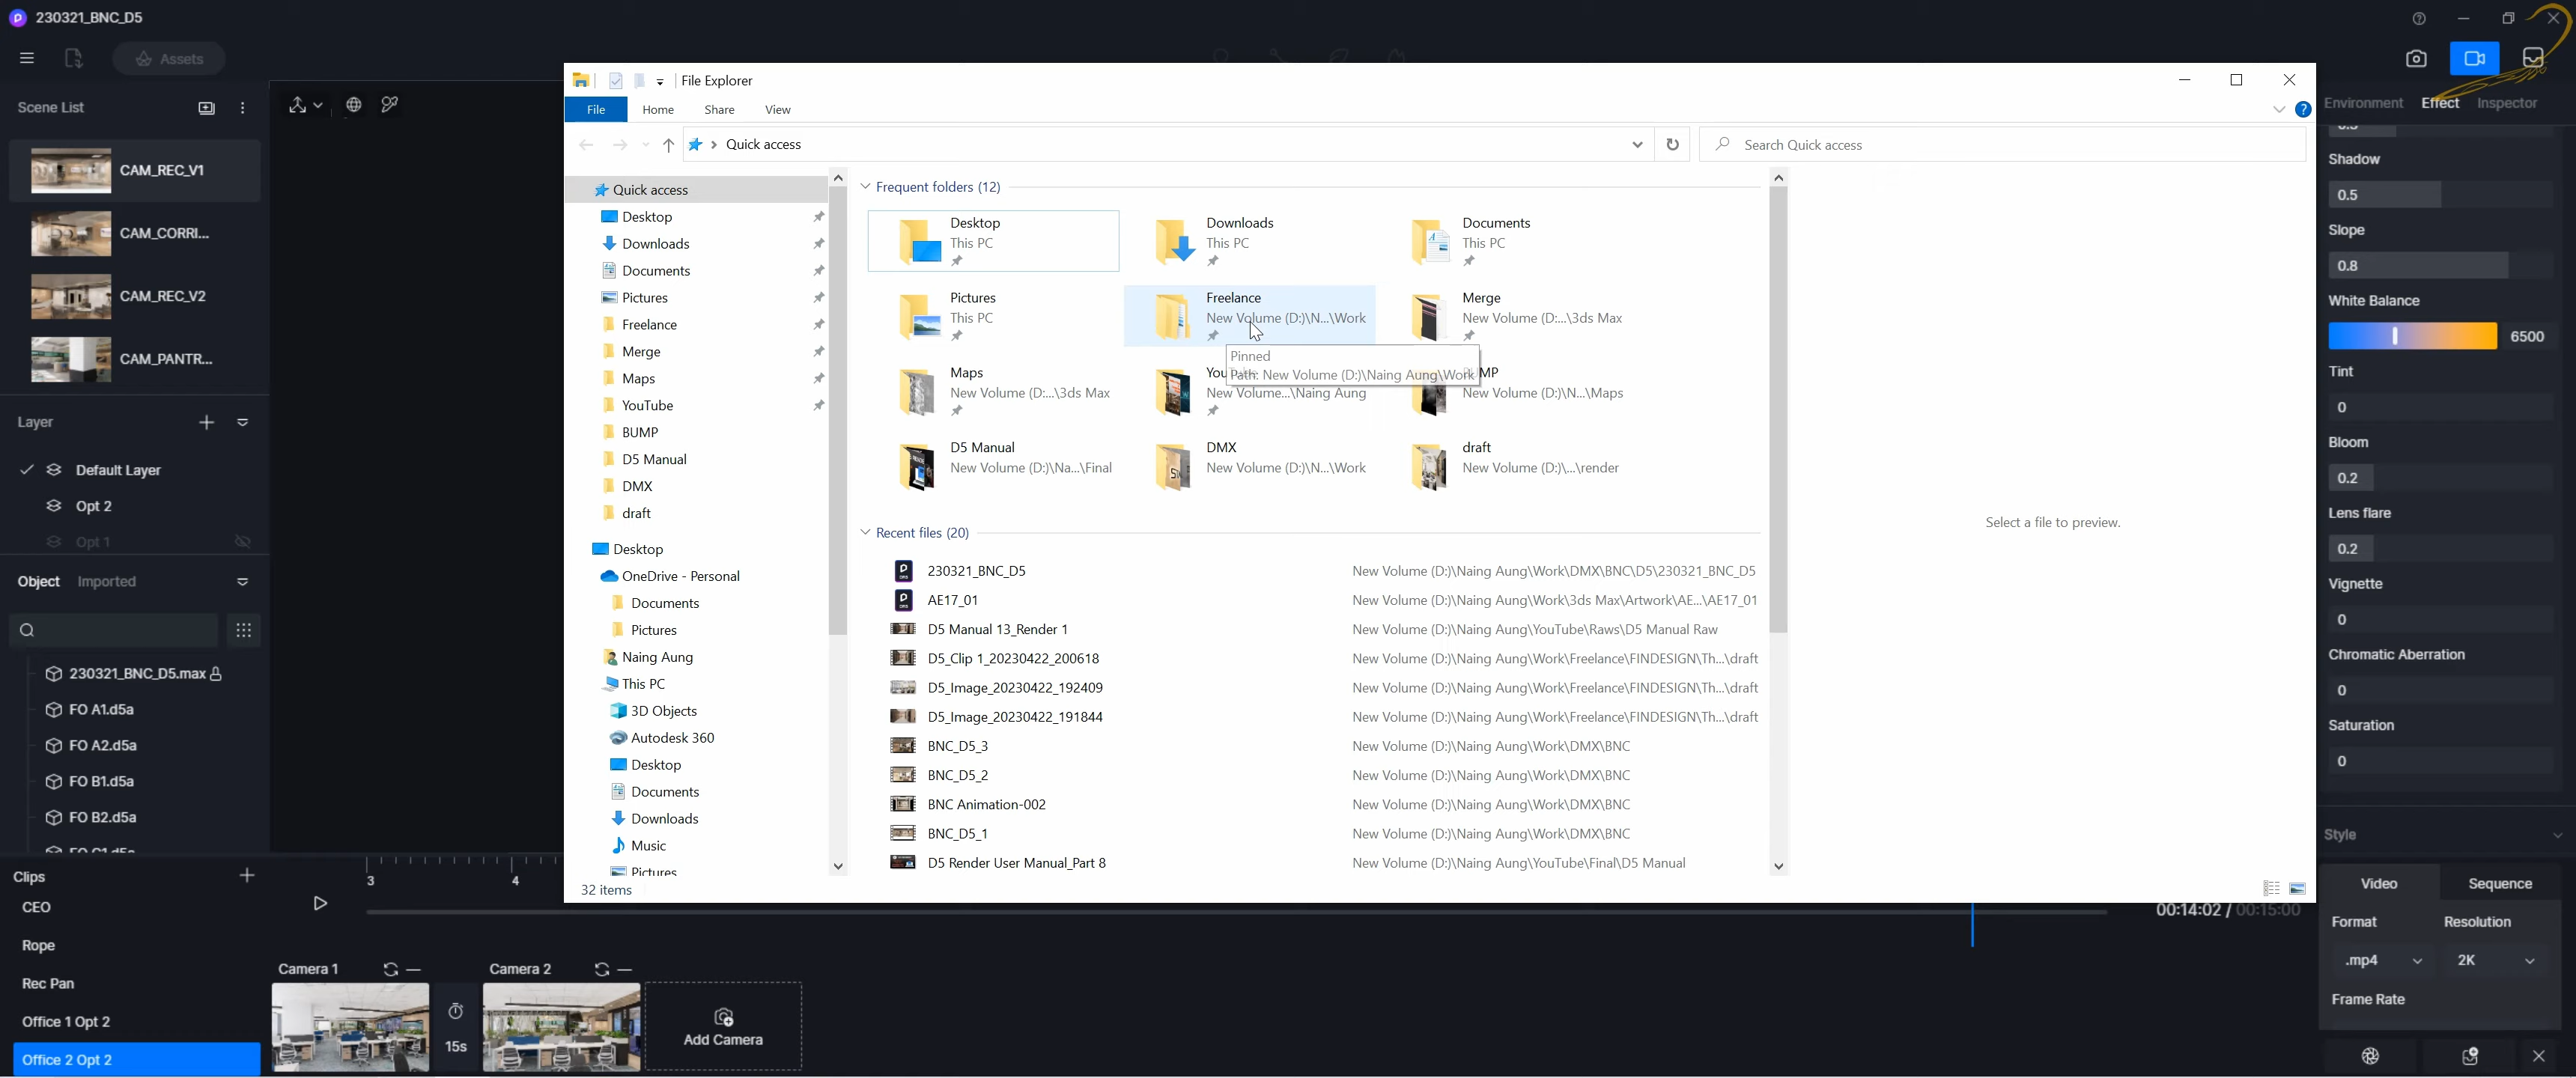 230321_BNC_D5
Assets
Scene List
CAM_REC_V1
CAM_CORRI...
CAM_REC_V2
CAM_PANTR...
Layer
Default Layer
Opt 2
Opt 1
Object Imported
230321_BNC_D5.max
FO A1.d5a
FO A2.d5a
FO B1.d5a
FO B2.d5a
File Explorer
File Home Share View
Quick access
Search Quick access
Quick access
Desktop
Downloads
Documents
Pictures
Freelance
Merge
Maps
YouTube
BUMP
D5 Manual
DMX
draft
Desktop
OneDrive - Personal
Documents
Pictures
Naing Aung
This PC
3D Objects
Autodesk 360
Desktop
Documents
Downloads
Music
Pictures
32 items
Frequent folders (12)
Desktop
This PC
Downloads
This PC
Documents
This PC
Pictures
This PC
Freelance
New Volume (D:)\N...\Work
Merge
New Volume (D:...\3ds Max
Pinned
Path: New Volume (D:)\Naing Aung\Work
Maps
New Volume (D:...\3ds Max
New Volume...\Naing Aung
New Volume (D:)\N...\Maps
D5 Manual
New Volume (D:)\Na...\Final
DMX
New Volume (D:)\N...\Work
draft
New Volume (D:)\...\render
Recent files (20)
230321_BNC_D5 New Volume (D:)\Naing Aung\Work\DMX\BNC\D5\230321_BNC_D5
AE17_01 New Volume (D:)\Naing Aung\Work\3ds Max\Artwork\AE...\AE17_01
D5 Manual 13_Render 1 New Volume (D:)\Naing Aung\YouTube\Raws\D5 Manual Raw
D5_Clip 1_20230422_200618 New Volume (D:)\Naing Aung\Work\Freelance\FINDESIGN\Th...\draft
D5_Image_20230422_192409 New Volume (D:)\Naing Aung\Work\Freelance\FINDESIGN\Th...\draft
D5_Image_20230422_191844 New Volume (D:)\Naing Aung\Work\Freelance\FINDESIGN\Th...\draft
BNC_D5_3 New Volume (D:)\Naing Aung\Work\DMX\BNC
BNC_D5_2 New Volume (D:)\Naing Aung\Work\DMX\BNC
BNC Animation-002 New Volume (D:)\Naing Aung\Work\DMX\BNC
BNC_D5_1 New Volume (D:)\Naing Aung\Work\DMX\BNC
D5 Render User Manual_Part 8 New Volume (D:)\Naing Aung\YouTube\Final\D5 Manual
Select a file to preview.
Environment Effect Inspector
Shadow
0.5
Slope
0.8
White Balance
6500
Tint
0
Bloom
0.2
Lens flare
0.2
Vignette
0
Chromatic Aberration
0
Saturation
0
Style
Video Sequence
Format Resolution
.mp4 2K
Frame Rate
Clips
CEO
Rope
Rec Pan
Office 1 Opt 2
Office 2 Opt 2
3 4
00:14:02 / 00:15:00
Camera 1
15s
Camera 2
Add Camera